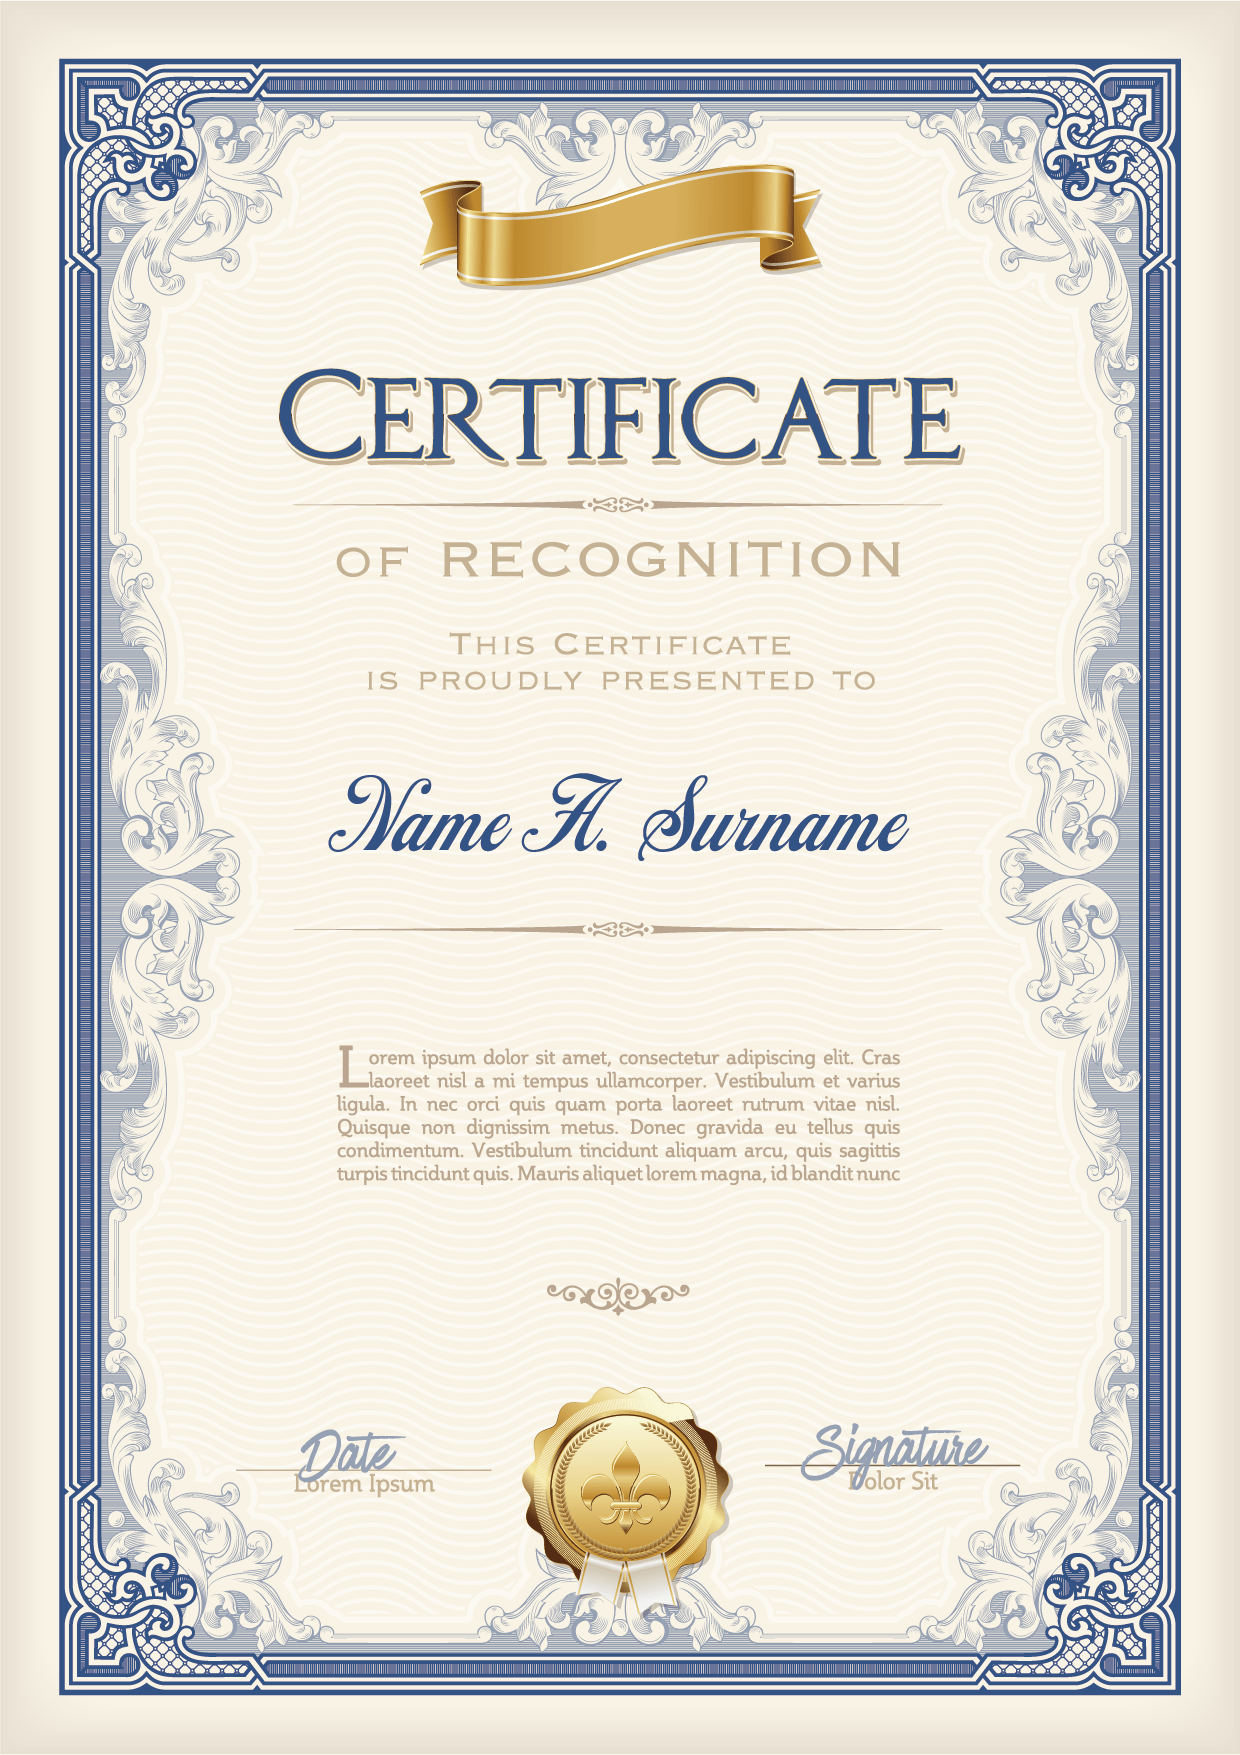 CERTIFICATE
OF RECOGNITION
THIS CERTIFICATE
IS PROUDLY PRESENTED TO
Name A. Surname
Lorem ipsum dolor sit amet, consectetur adipiscing elit. Cras
laoreet nisl a mi tempus ullamcorper. Vestibulum et varius
ligula. In nec orci quis quam porta laoreet rutrum vitae nisl.
Quisque non dignissim metus. Donec gravida eu tellus quis
condimentum. Vestibulum tincidunt aliquam arcu, quis sagittis
turpis tincidunt quis. Mauris aliquet lorem magna, id blandit nunc
Date
Lorem Ipsum
Signature
Dolor Sit